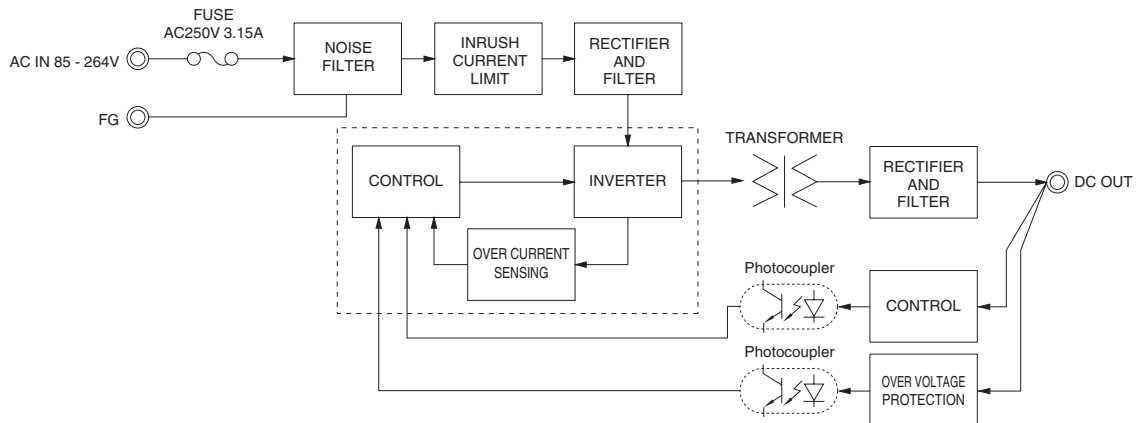 FUSE
AC250V 3.15A
AC IN 85 - 264V
NOISE
FILTER
INRUSH
CURRENT
LIMIT
RECTIFIER
AND
FILTER
FG
CONTROL
INVERTER
OVER CURRENT
SENSING
TRANSFORMER
RECTIFIER
AND
FILTER
DC OUT
Photocoupler
CONTROL
Photocoupler
OVER VOLTAGE
PROTECTION